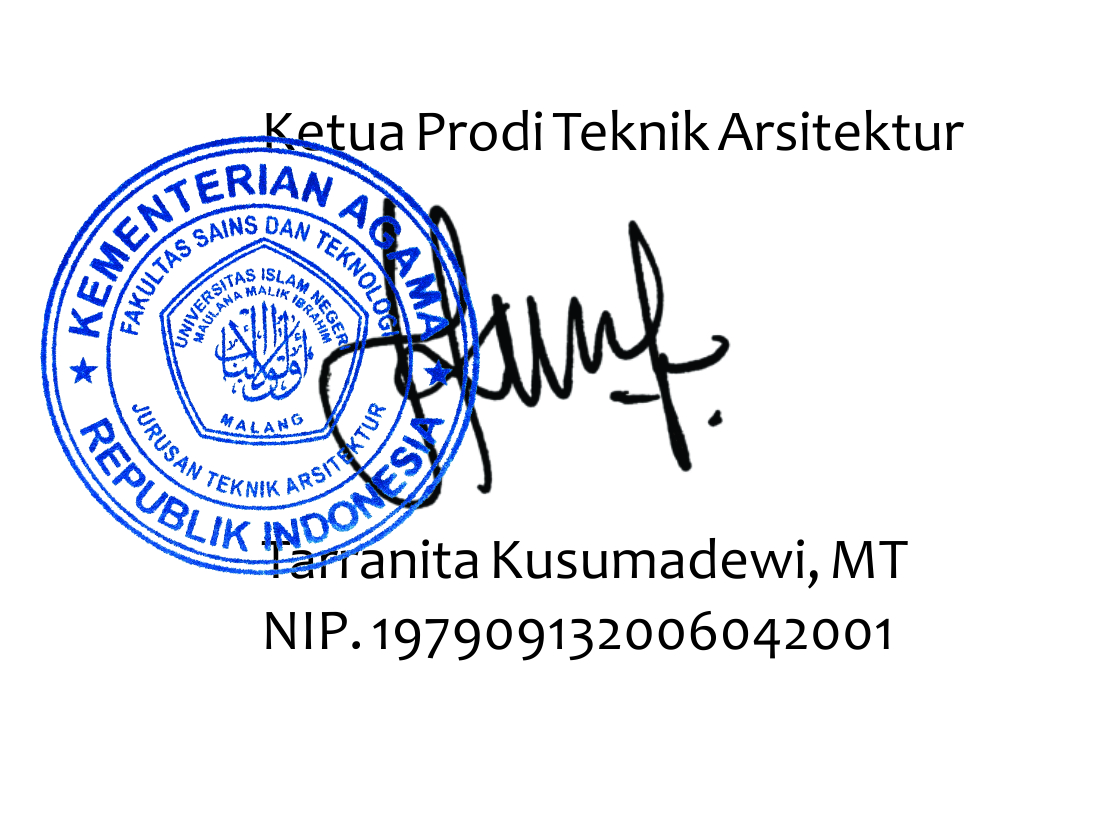 Ketua Prodi Teknik Arsitektur
KEMENTERIAN AGAMA
FAKULTAS SAINS DAN TEKNOLOGI
UNIVERSITAS ISLAM NEGERI
MAULANA MALIK IBRAHIM
MALANG
JURUSAN TEKNIK ARSITEKTUR
REPUBLIK INDONESIA
Tarranita Kusumadewi, MT
NIP. 197909132006042001